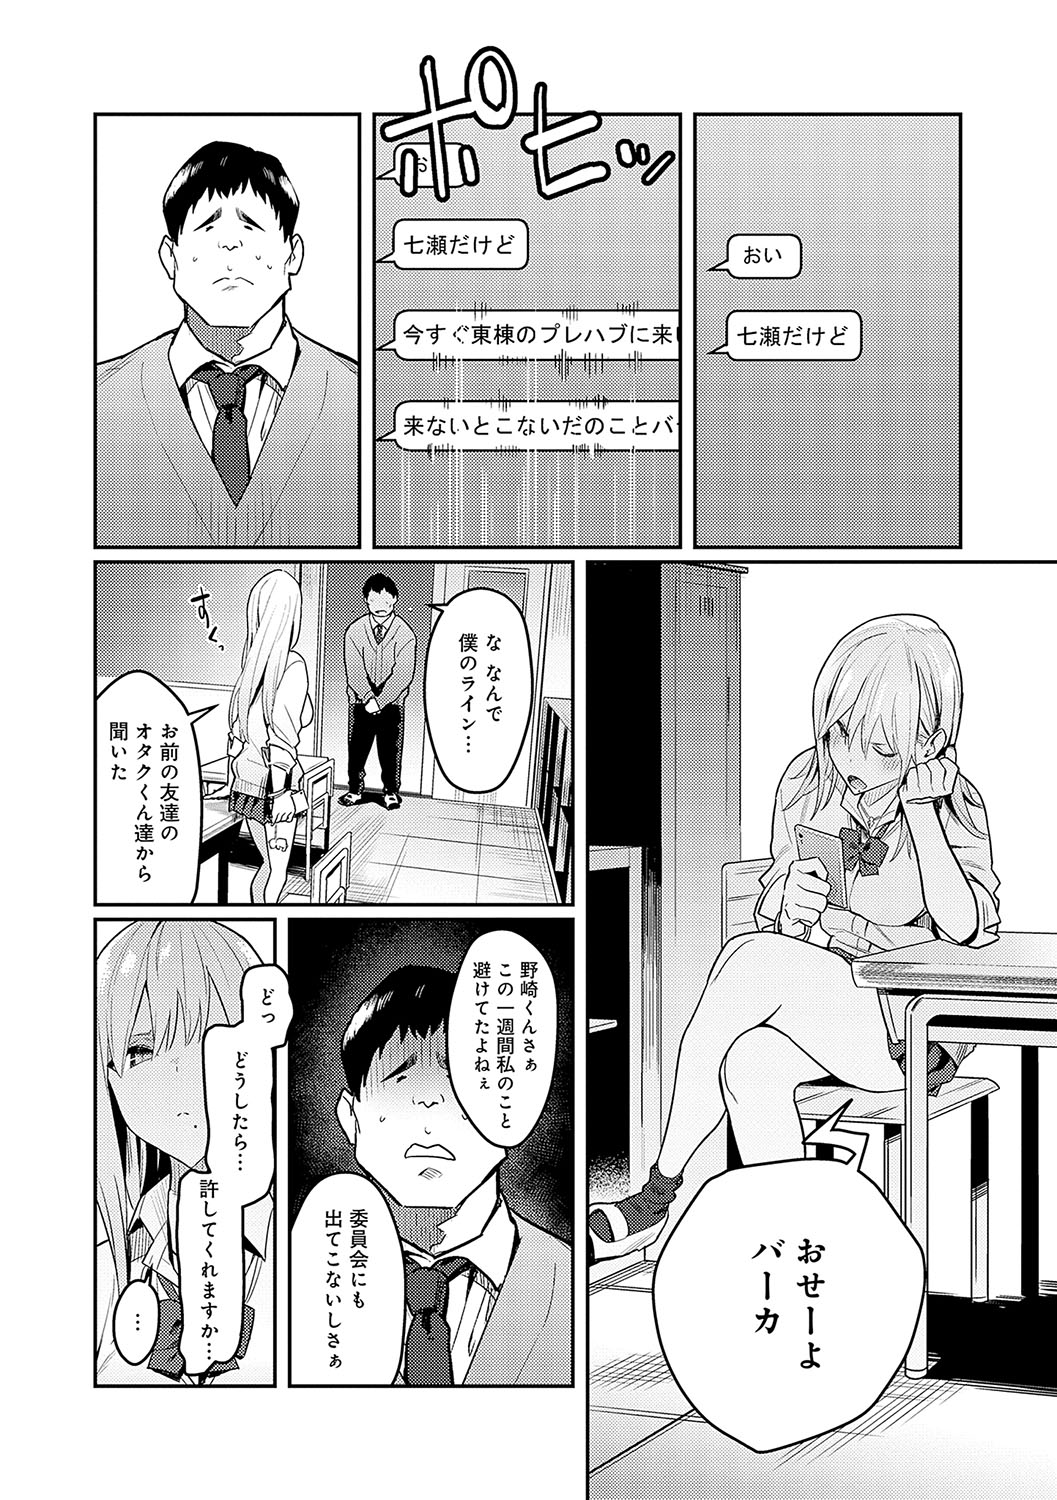 おい
七瀬だけど
ポピッ
お
七瀬だけど
今すぐ東棟のプレハブに来い
来ないとこないだのことバ
おせーよ
バーカ
な なんで
僕のライン…
すくっ
お前の友達の
オタクくん達から
聞いた
野崎くんさぁ
この一週間私のこと
避けてたよねぇ
委員会にも
出てこないしさぁ
どっ
どうしたら…
許してくれますか…
…